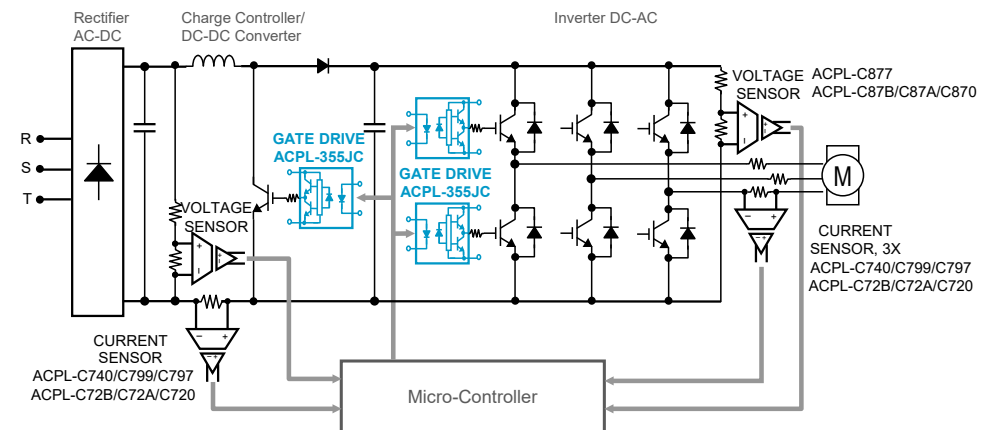 Rectifier
AC-DC
Charge Controller/
DC-DC Converter
Inverter DC-AC
VOLTAGE
SENSOR
ACPL-C877
ACPL-C87B/C87A/C870
GATE DRIVE
ACPL-355JC
GATE DRIVE
ACPL-355JC
R
S
T
M
VOLTAGE
SENSOR
CURRENT
SENSOR, 3X
ACPL-C740/C799/C797
ACPL-C72B/C72A/C720
CURRENT
SENSOR
ACPL-C740/C799/C797
ACPL-C72B/C72A/C720
Micro-Controller